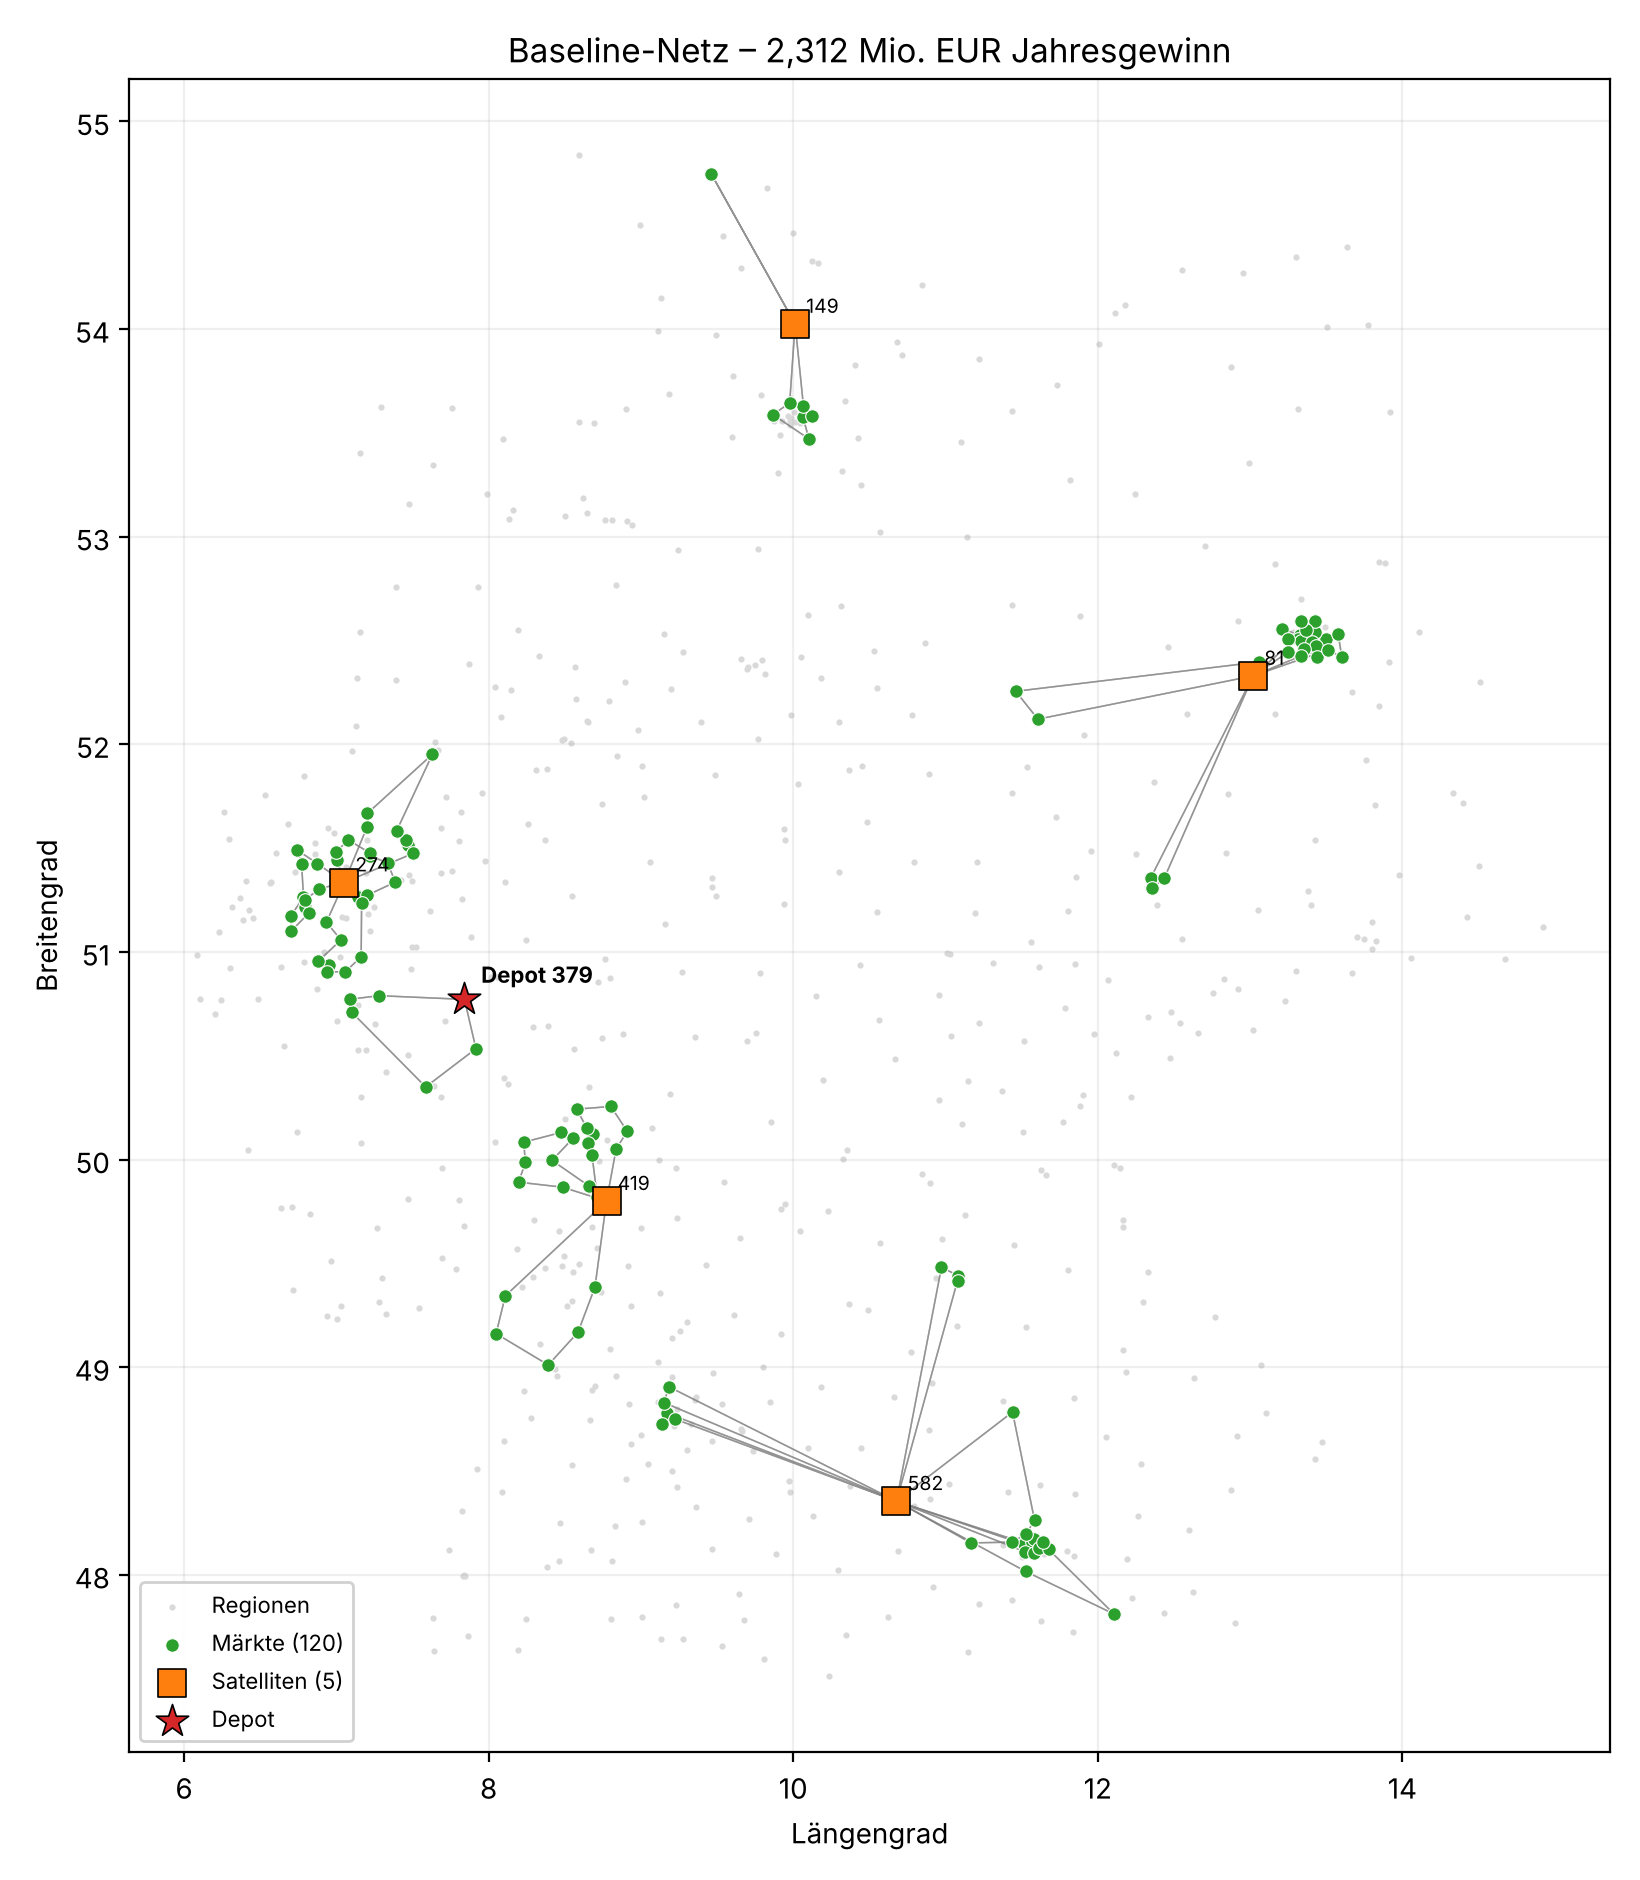 Baseline-Netz – 2,312 Mio. EUR Jahresgewinn
55
54
53
52
51
50
49
48
Breitengrad
149
81
274
Depot 379
419
582
Regionen
Märkte (120)
Satelliten (5)
Depot
6 8 10 12 14
Längengrad